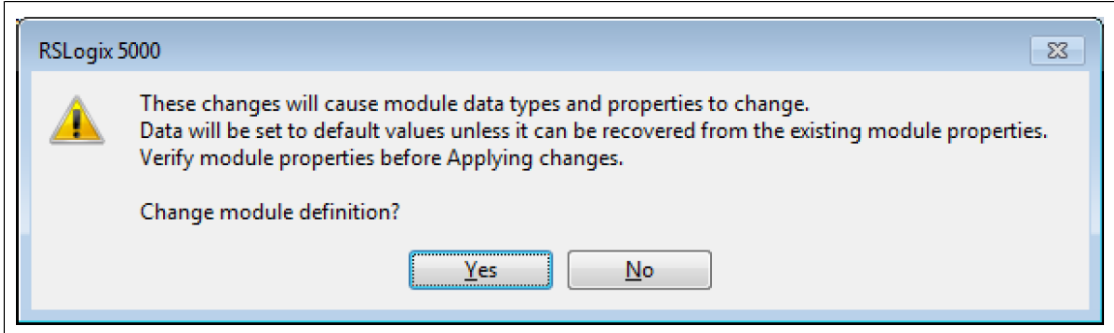 RSLogix 5000
These changes will cause module data types and properties to change.
Data will be set to default values unless it can be recovered from the existing module properties.
Verify module properties before Applying changes.
Change module definition?
Yes
No